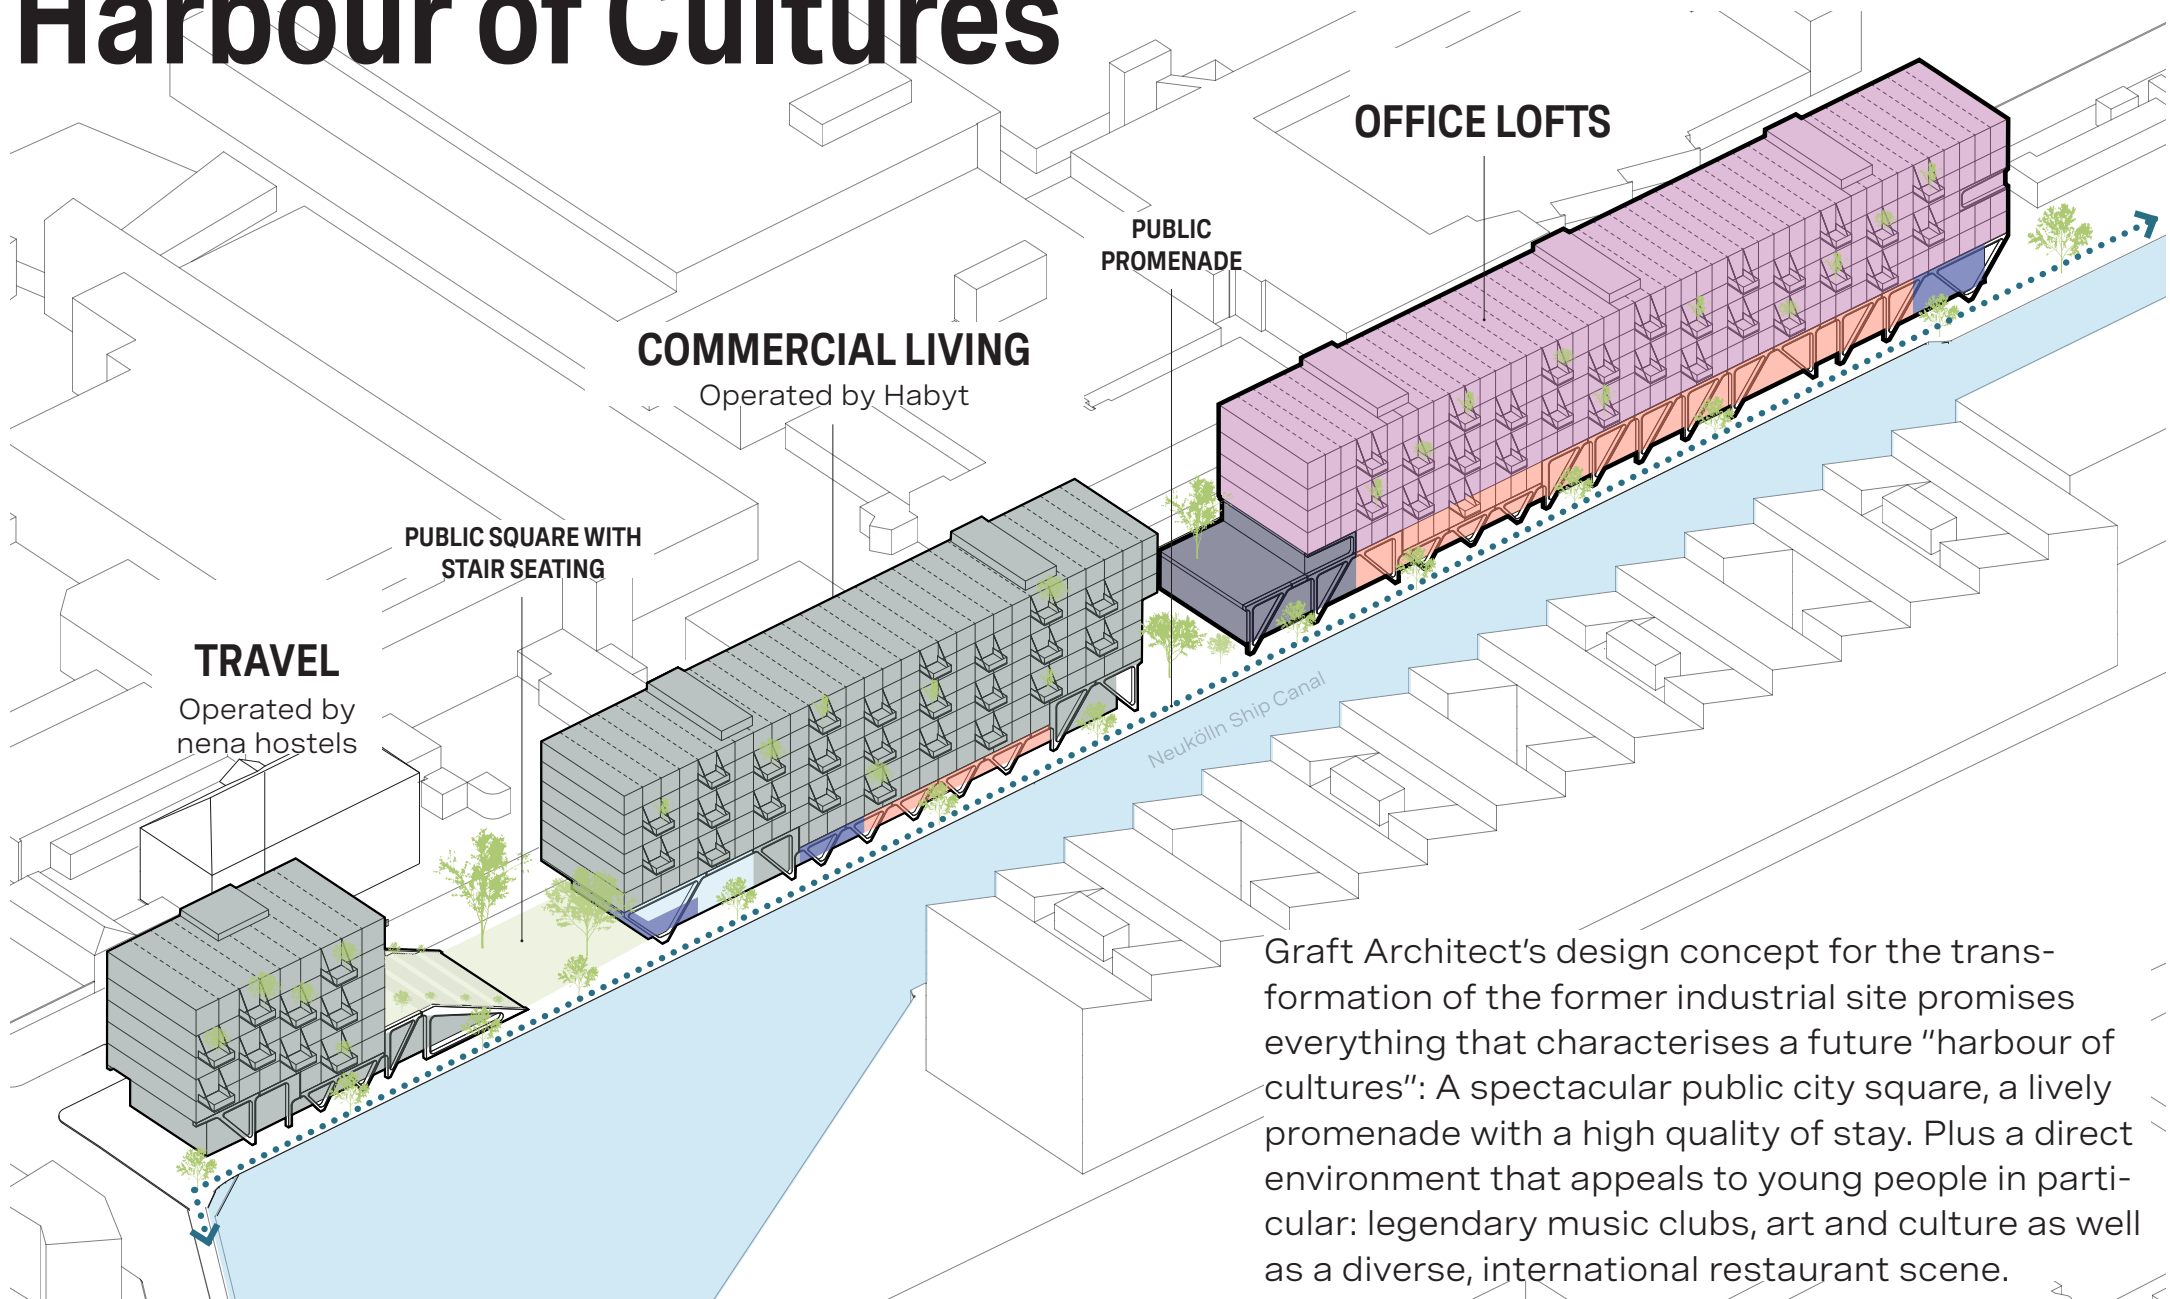 Harbour of Cultures
OFFICE LOFTS
PUBLIC
PROMENADE
COMMERCIAL LIVING
Operated by Habyt
PUBLIC SQUARE WITH
STAIR SEATING
TRAVEL
Operated by
nena hostels
Neukölln Ship Canal
Graft Architect’s design concept for the trans-
formation of the former industrial site promises
everything that characterises a future “harbour of
cultures”: A spectacular public city square, a lively
promenade with a high quality of stay. Plus a direct
environment that appeals to young people in parti-
cular: legendary music clubs, art and culture as well
as a diverse, international restaurant scene.